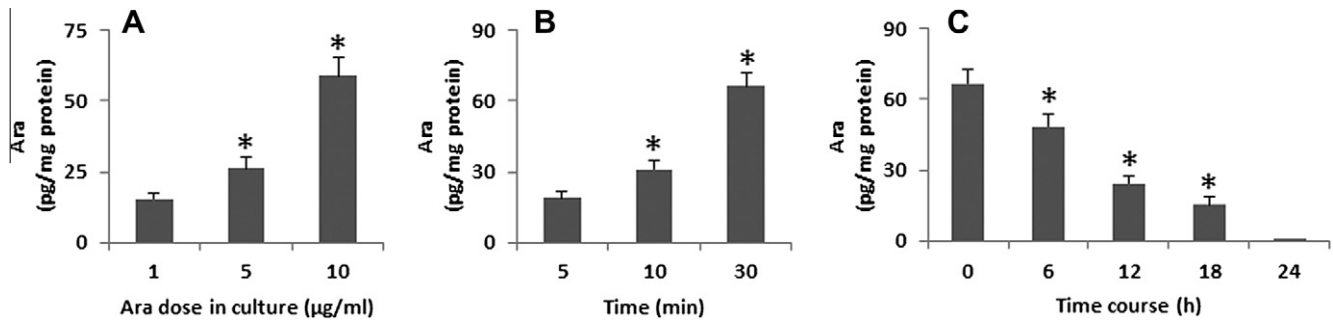 A
Ara
(pg/mg protein)
75
50
25
0
*
*
1 5 10
Ara dose in culture (µg/ml)
B
Ara
(pg/mg protein)
90
60
30
0
*
*
5 10 30
Time (min)
C
Ara
(pg/mg protein)
90
60
30
0
*
*
*
0 6 12 18 24
Time course (h)